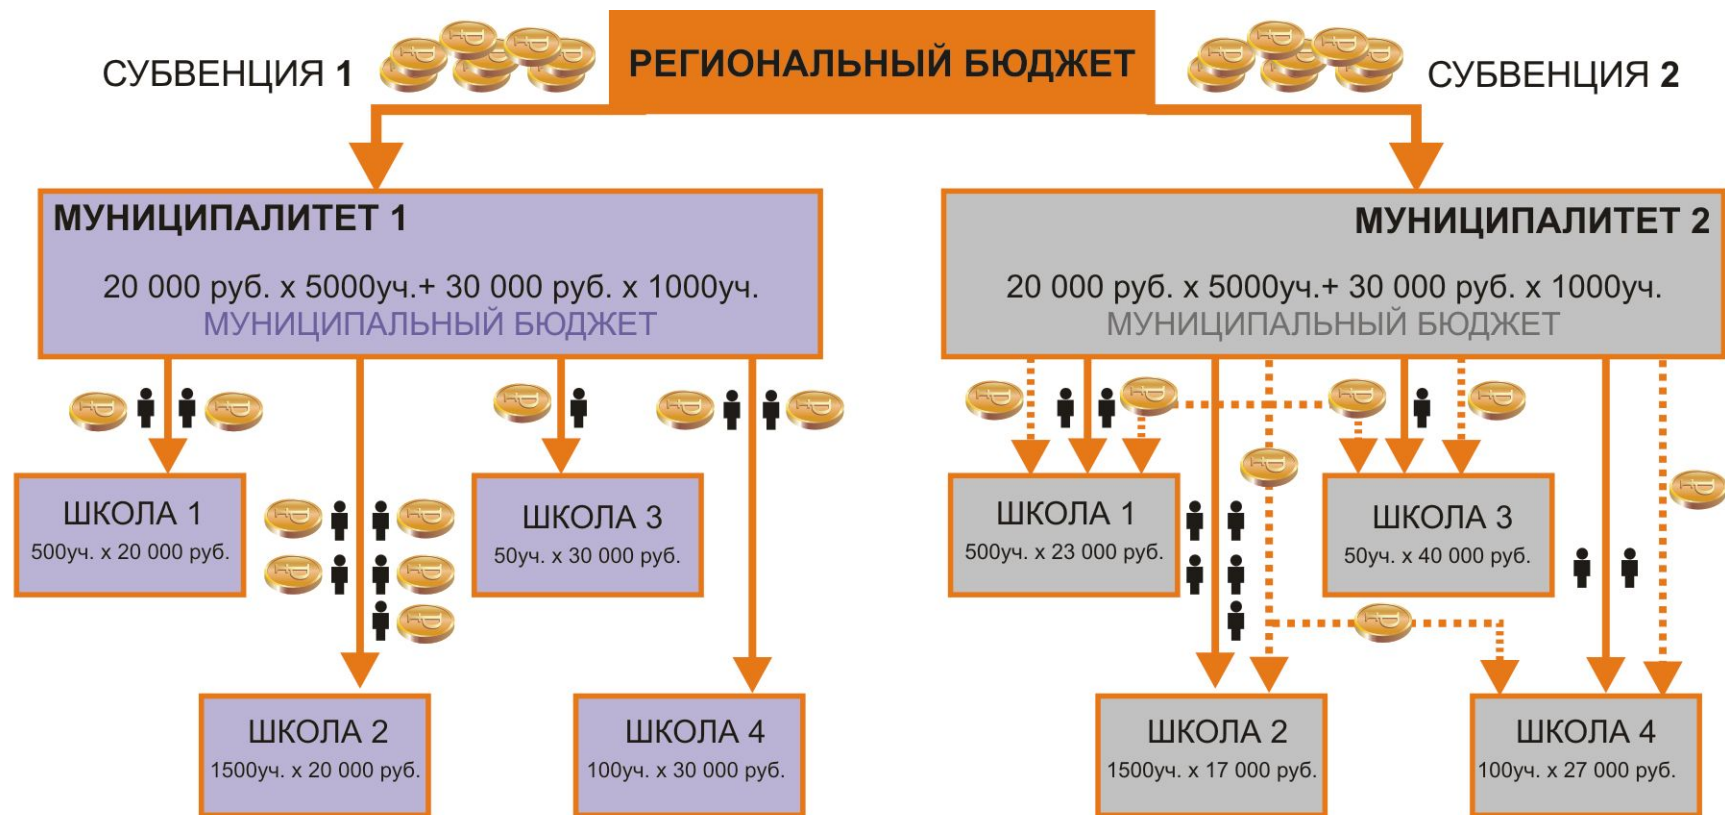 СУБВЕНЦИЯ 1
РЕГИОНАЛЬНЫЙ БЮДЖЕТ
СУБВЕНЦИЯ 2
МУНИЦИПАЛИТЕТ 1
20 000 руб. х 5000уч.+ 30 000 руб. х 1000уч.
МУНИЦИПАЛЬНЫЙ БЮДЖЕТ
МУНИЦИПАЛИТЕТ 2
20 000 руб. х 5000уч.+ 30 000 руб. х 1000уч.
МУНИЦИПАЛЬНЫЙ БЮДЖЕТ
ШКОЛА 1
500уч. х 20 000 руб.
ШКОЛА 3
50уч. х 30 000 руб.
ШКОЛА 1
500уч. х 23 000 руб.
ШКОЛА 3
50уч. х 40 000 руб.
ШКОЛА 2
1500уч. х 20 000 руб.
ШКОЛА 4
100уч. х 30 000 руб.
ШКОЛА 2
1500уч. х 17 000 руб.
ШКОЛА 4
100уч. х 27 000 руб.